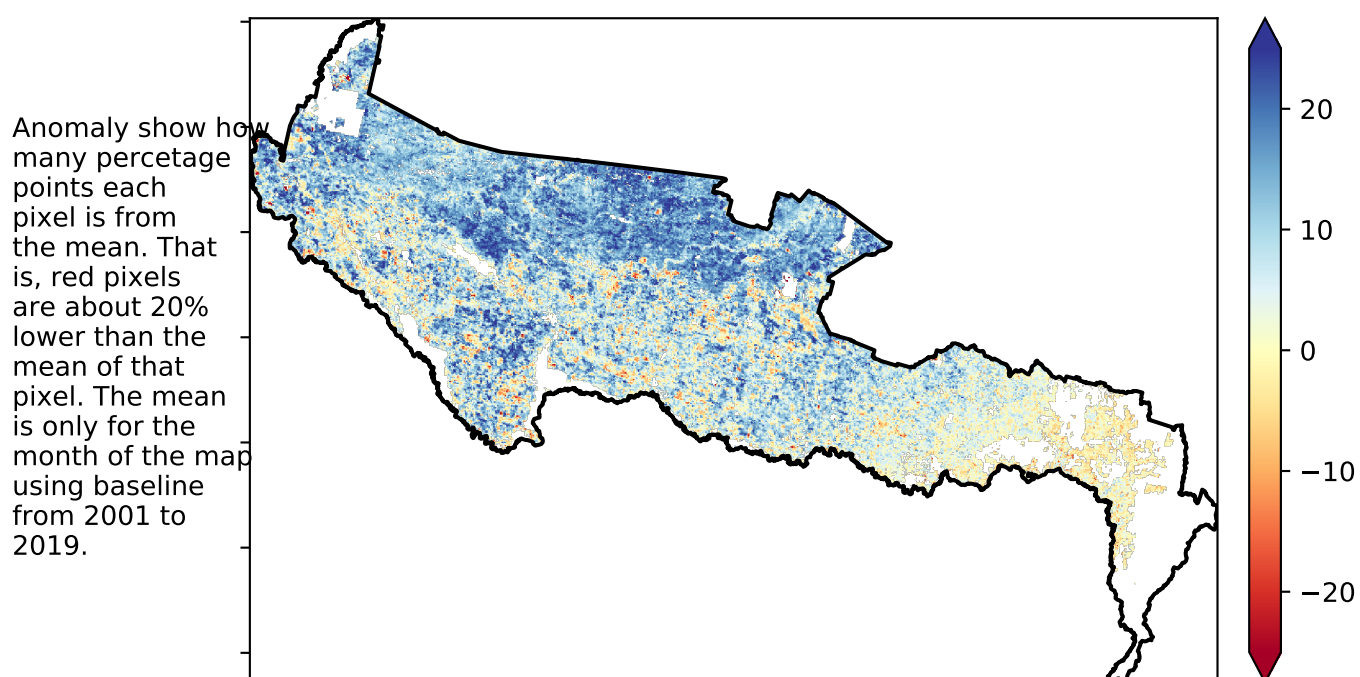 Anomaly show how
many percetage
points each
pixel is from
the mean. That
is, red pixels
are about 20%
lower than the
mean of that
pixel. The mean
is only for the
month of the map
using baseline
from 2001 to
2019.
20
10
0
−10
−20